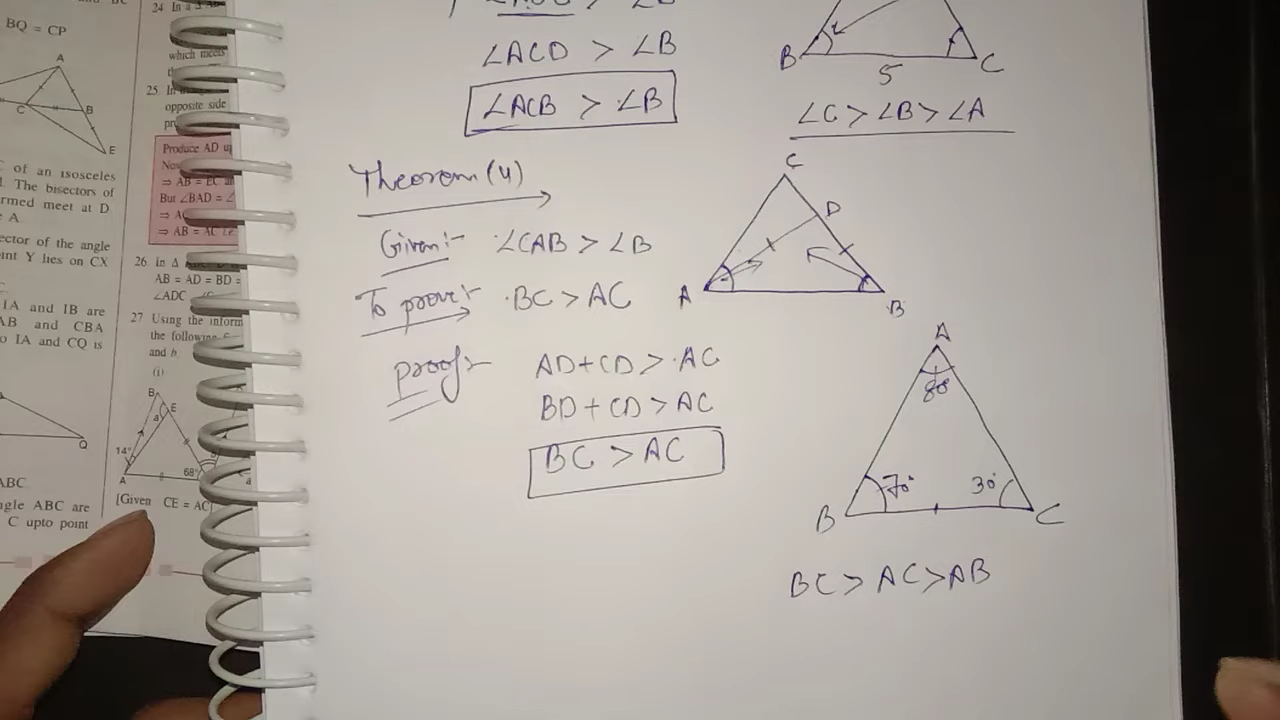 BQ = CP
A
C
B
E
C of an isosceles
The bisectors of
rmed meet at D
A.
ector of the angle
int Y lies on CX
IA and IB are
AB and CBA
IA and CQ is
Q
ABC
ngle ABC are
C upto point
24 In a
which meets
25.
opposite side
Produce AD
⇒ AB = EC
But ∠BAD = ∠
⇒ AB = AC
26. In Δ
AB = AD = BD =
∠ADC
27 Using the inform
the following
and b
(i)
B
E
a
14°
68°
A
a
[Given CE = AC]
∠ACD > ∠B
∠ACB > ∠B
B
5
C
∠C > ∠B > ∠A
Theorem (4)
Given:- ∠CAB > ∠B
To prove:- BC > AC
Proof:- AD+CD > AC
BD + CD > AC
BC > AC
C
D
A
B
A
80°
70°
30°
B
C
BC > AC > AB